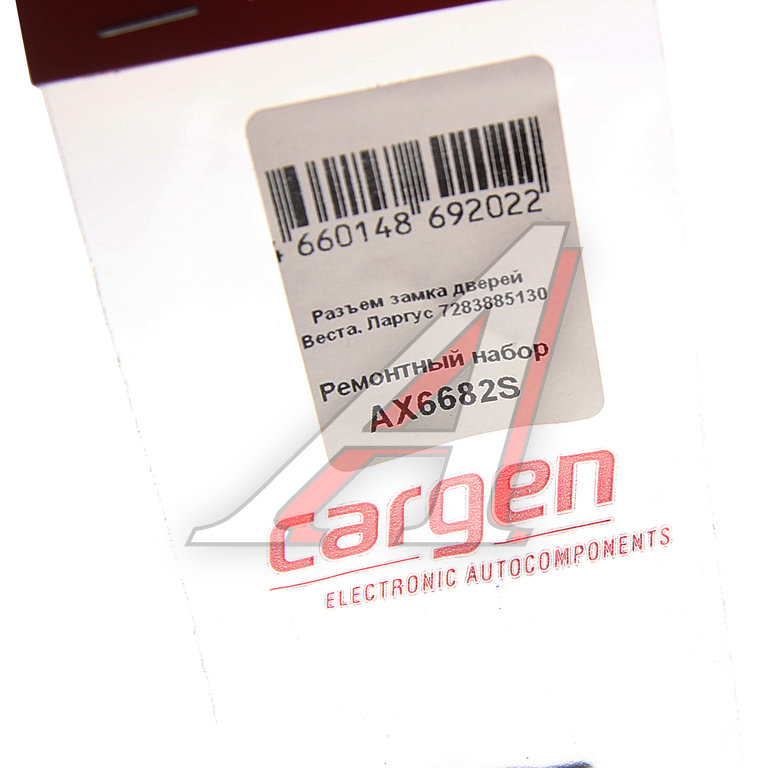 4 660148 692022
Разъем замка дверей
Веста. Ларгус 7283885130
Ремонтный набор
AX6682S
cargen
ELECTRONIC AUTOCOMPONENTS